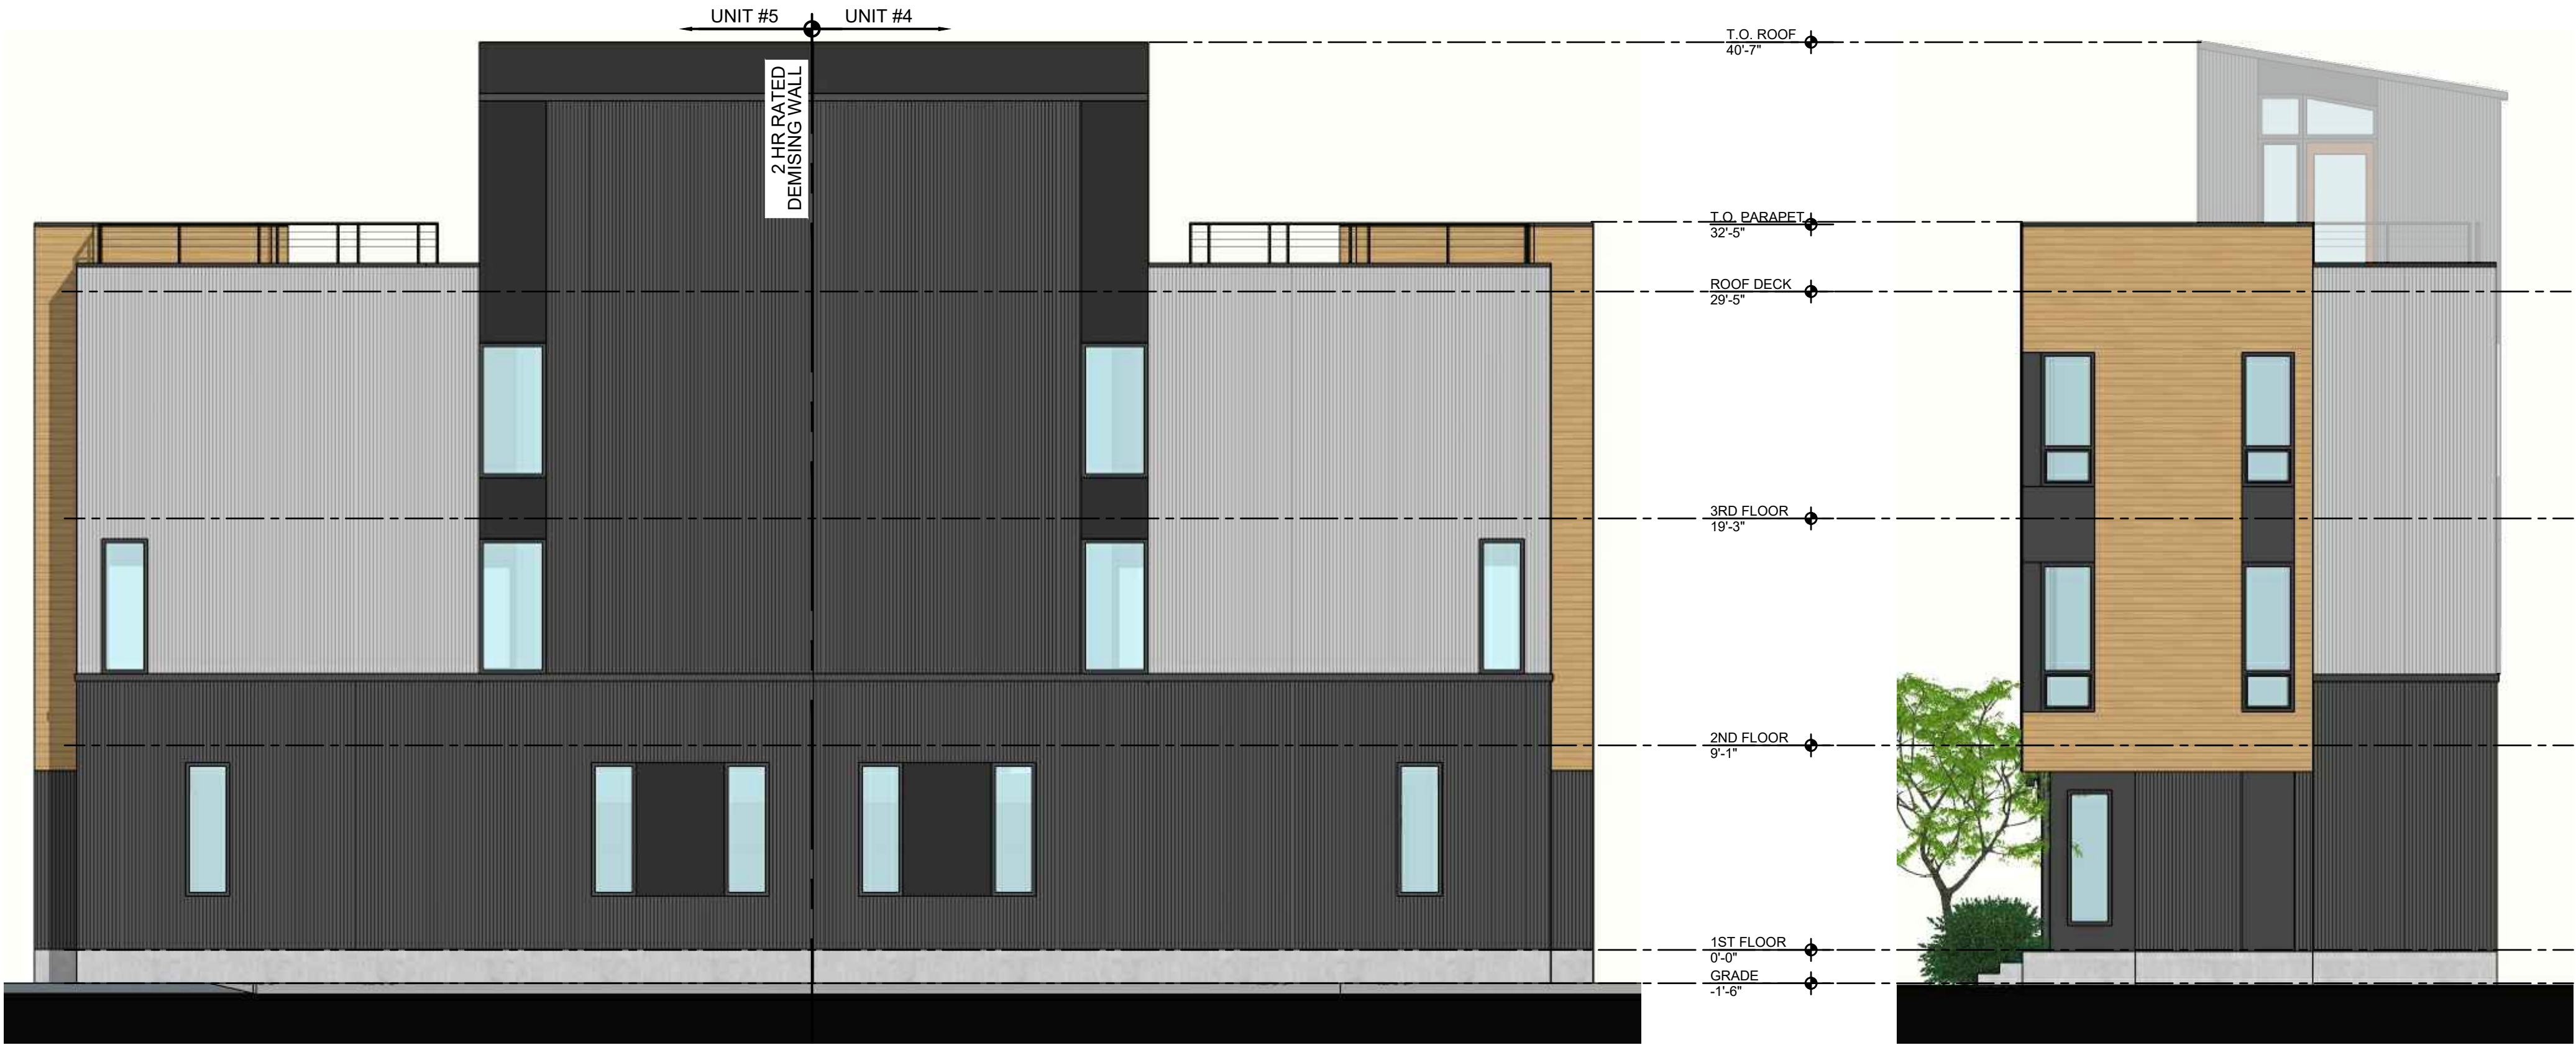 UNIT #5
UNIT #4
2 HR RATED
DEMISING WALL
T.O. ROOF
40'-7"
T.O. PARAPET
32'-5"
ROOF DECK
29'-5"
3RD FLOOR
19'-3"
2ND FLOOR
9'-1"
1ST FLOOR
0'-0"
GRADE
-1'-6"